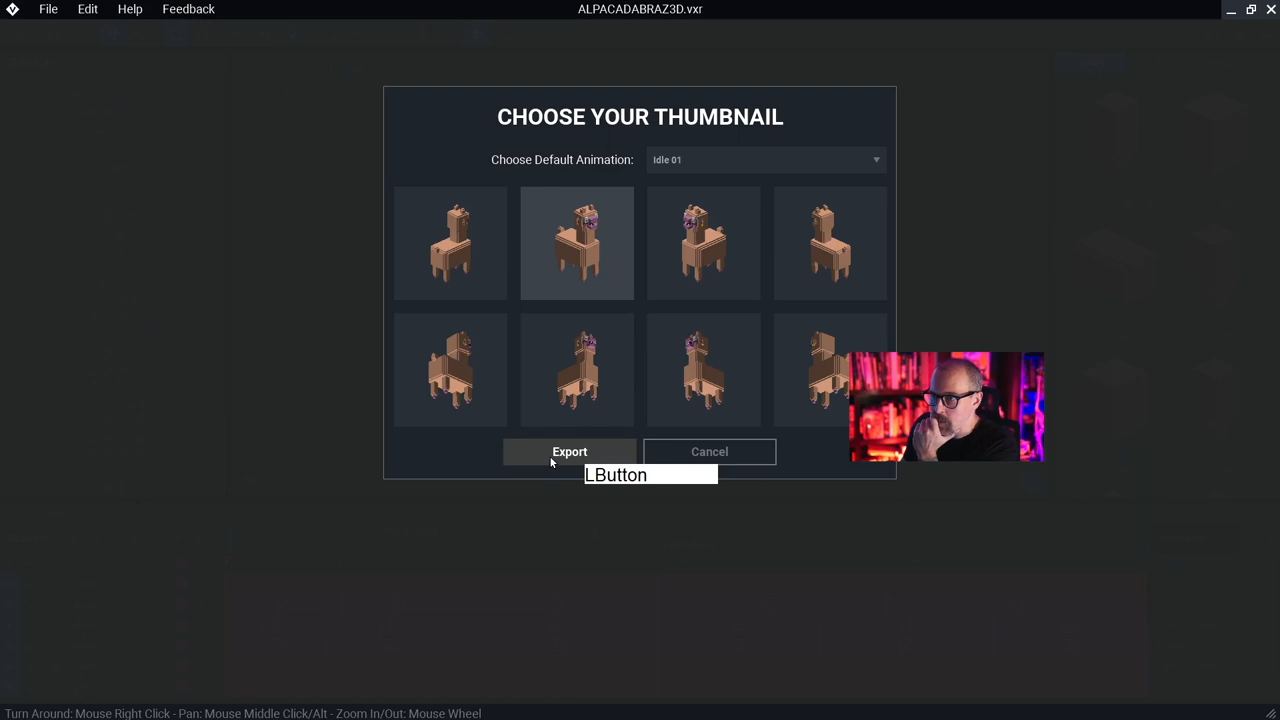 File Edit Help Feedback ALPACADABRAZ3D.vxr
CHOOSE YOUR THUMBNAIL
Choose Default Animation: Idle 01
Export Cancel
LButton
Turn Around: Mouse Right Click - Pan: Mouse Middle Click/Alt - Zoom In/Out: Mouse Wheel